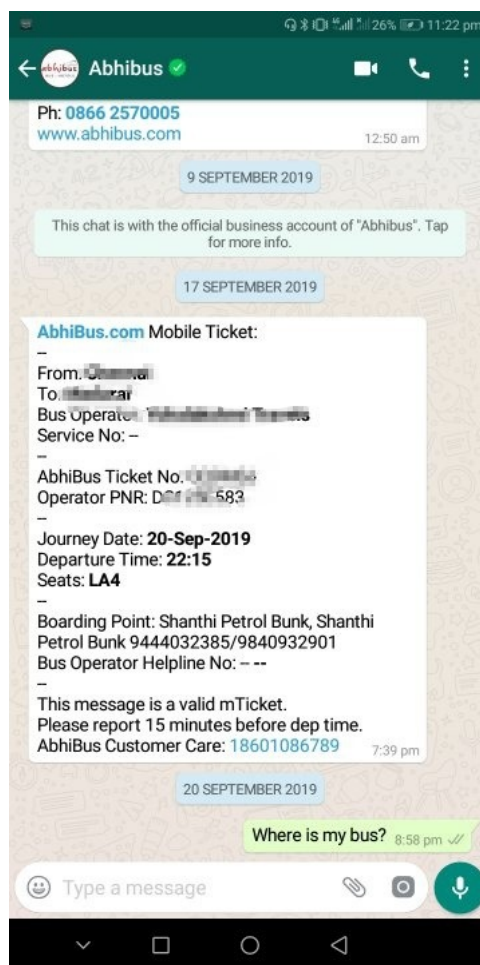 26% 11:22 pm
Abhibus
Ph: 0866 2570005
www.abhibus.com
12:50 am
9 SEPTEMBER 2019
This chat is with the official business account of "Abhibus". Tap
for more info.
17 SEPTEMBER 2019
AbhiBus.com Mobile Ticket:
--
From:
To:
Bus Operator:
Service No: --
--
AbhiBus Ticket No.
Operator PNR: 583
--
Journey Date: 20-Sep-2019
Departure Time: 22:15
Seats: LA4
--
Boarding Point: Shanthi Petrol Bunk, Shanthi
Petrol Bunk 9444032385/9840932901
Bus Operator Helpline No: -- --
--
This message is a valid mTicket.
Please report 15 minutes before dep time.
AbhiBus Customer Care: 18601086789
7:39 pm
20 SEPTEMBER 2019
Where is my bus? 8:58 pm
Type a message